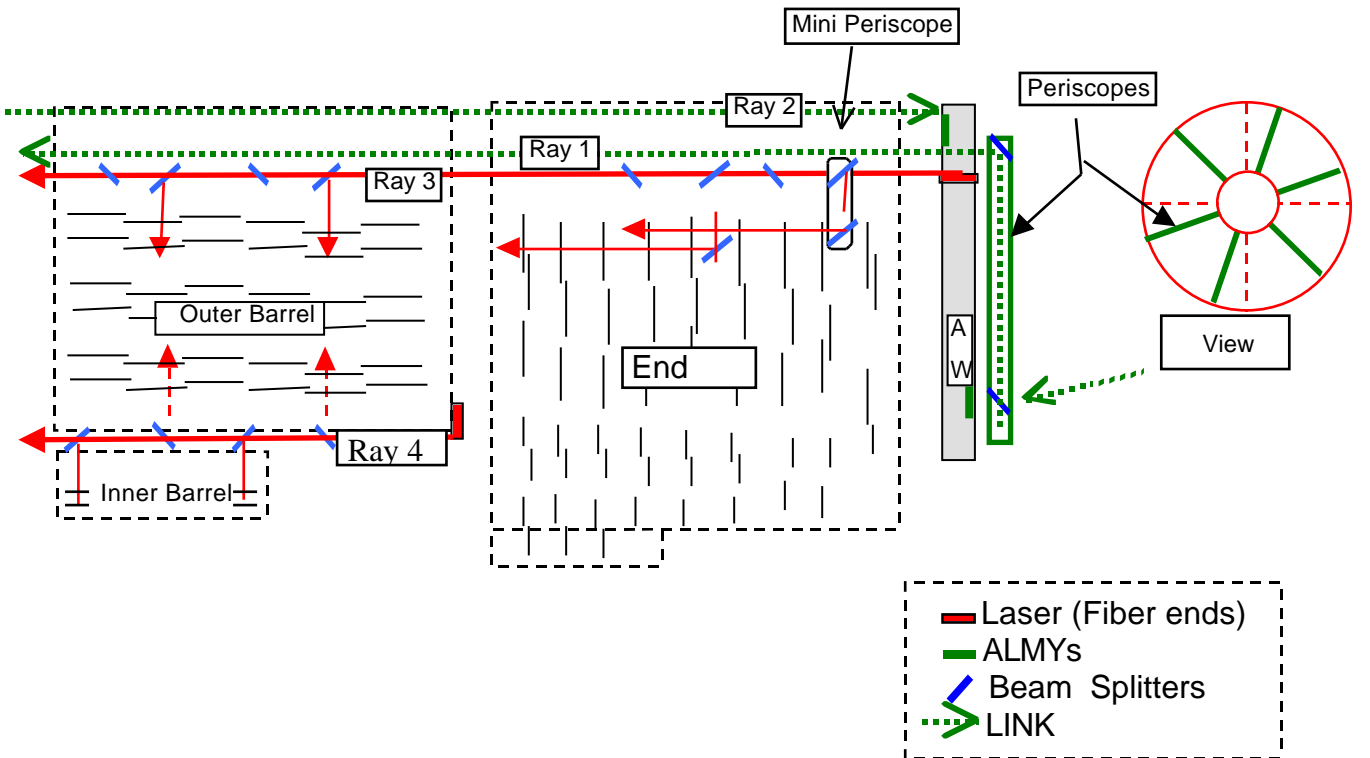 Mini Periscope
Ray 2
Periscopes
Ray 1
Ray 3
Outer Barrel
End
A
W
View
Ray 4
Inner Barrel
Laser (Fiber ends)
ALMYs
Beam Splitters
LINK